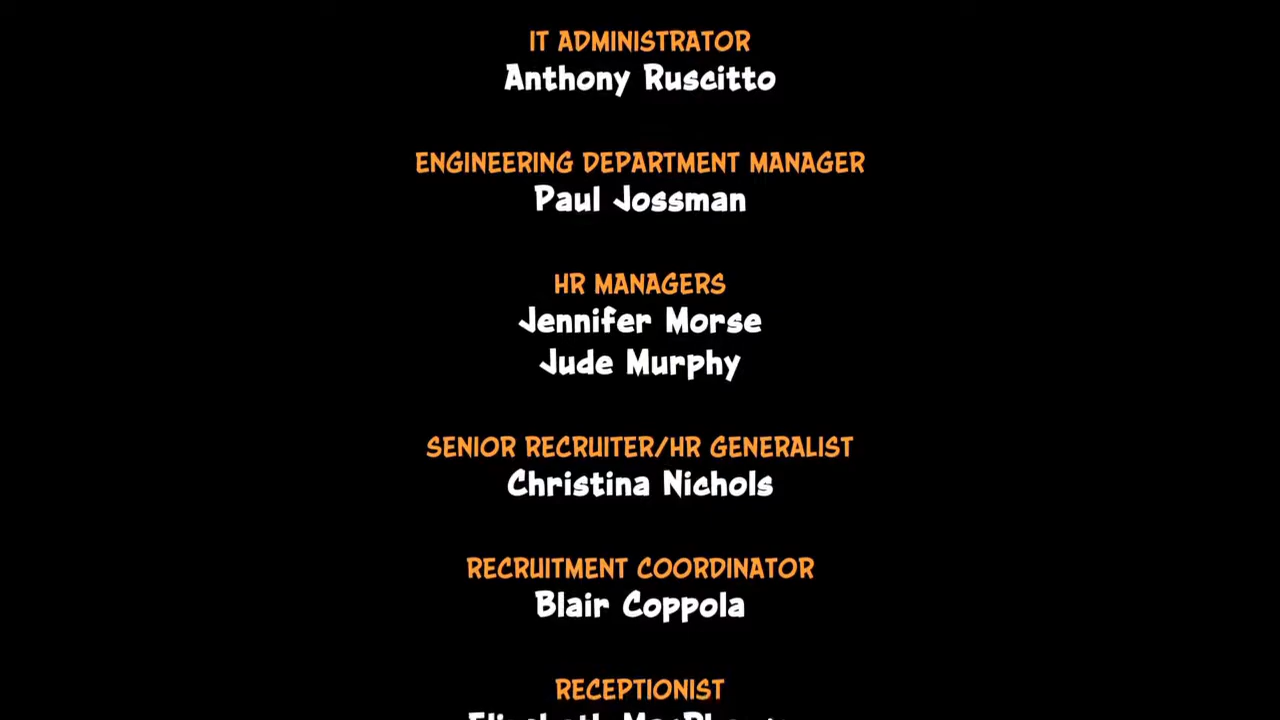 IT ADMINISTRATOR
Anthony Ruscitto
ENGINEERING DEPARTMENT MANAGER
Paul Jossman
HR MANAGERS
Jennifer Morse
Jude Murphy
SENIOR RECRUITER/HR GENERALIST
Christina Nichols
RECRUITMENT COORDINATOR
Blair Coppola
RECEPTIONIST